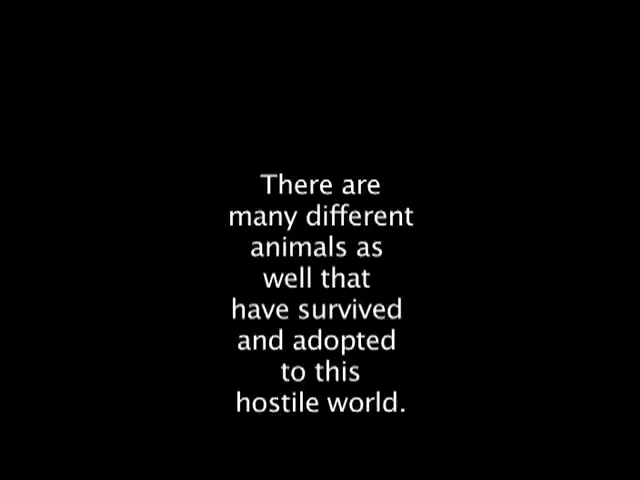 There are
many different
animals as
well that
have survived
and adopted
to this
hostile world.